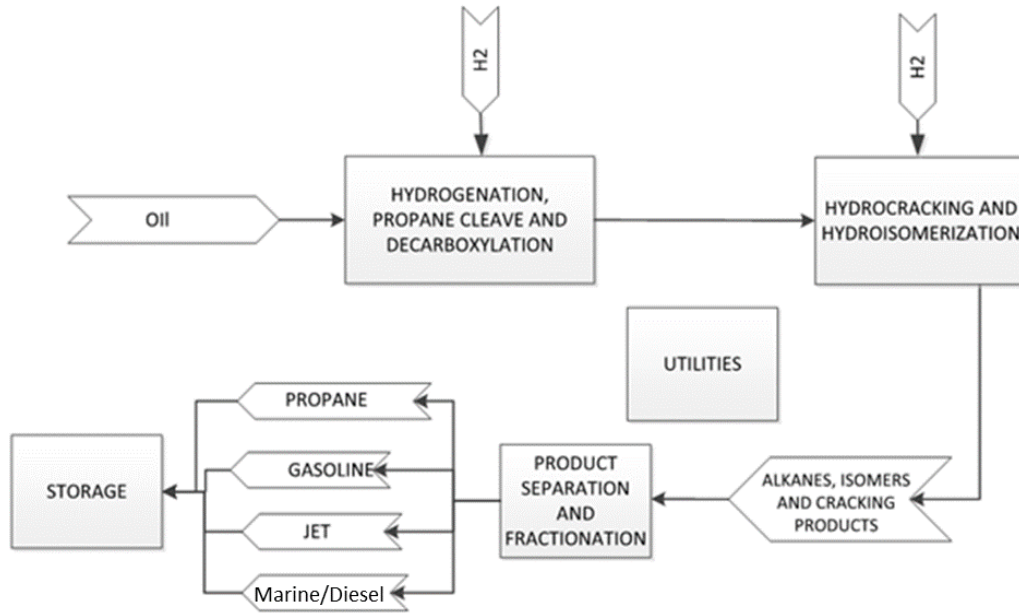 H2
H2
OIl
HYDROGENATION,
PROPANE CLEAVE AND
DECARBOXYLATION
HYDROCRACKING AND
HYDROISOMERIZATION
UTILITIES
PROPANE
GASOLINE
JET
Marine/Diesel
STORAGE
PRODUCT
SEPARATION
AND
FRACTIONATION
ALKANES, ISOMERS
AND CRACKING
PRODUCTS